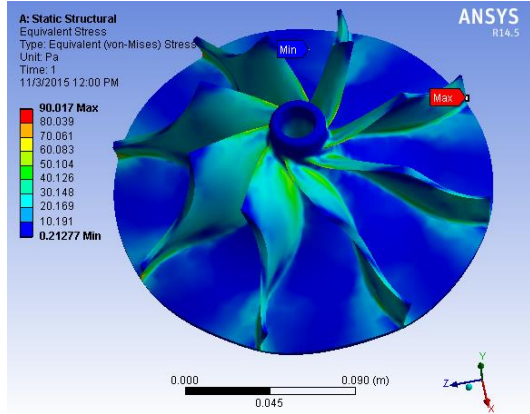 A: Static Structural
Equivalent Stress
Type: Equivalent (von-Mises) Stress
Unit: Pa
Time: 1
11/3/2015 12:00 PM
90.017 Max
80.039
70.061
60.083
50.104
40.126
30.148
20.169
10.191
0.21277 Min
ANSYS
R14.5
Min
Max
0.000
0.090 (m)
0.045
Y
Z
X